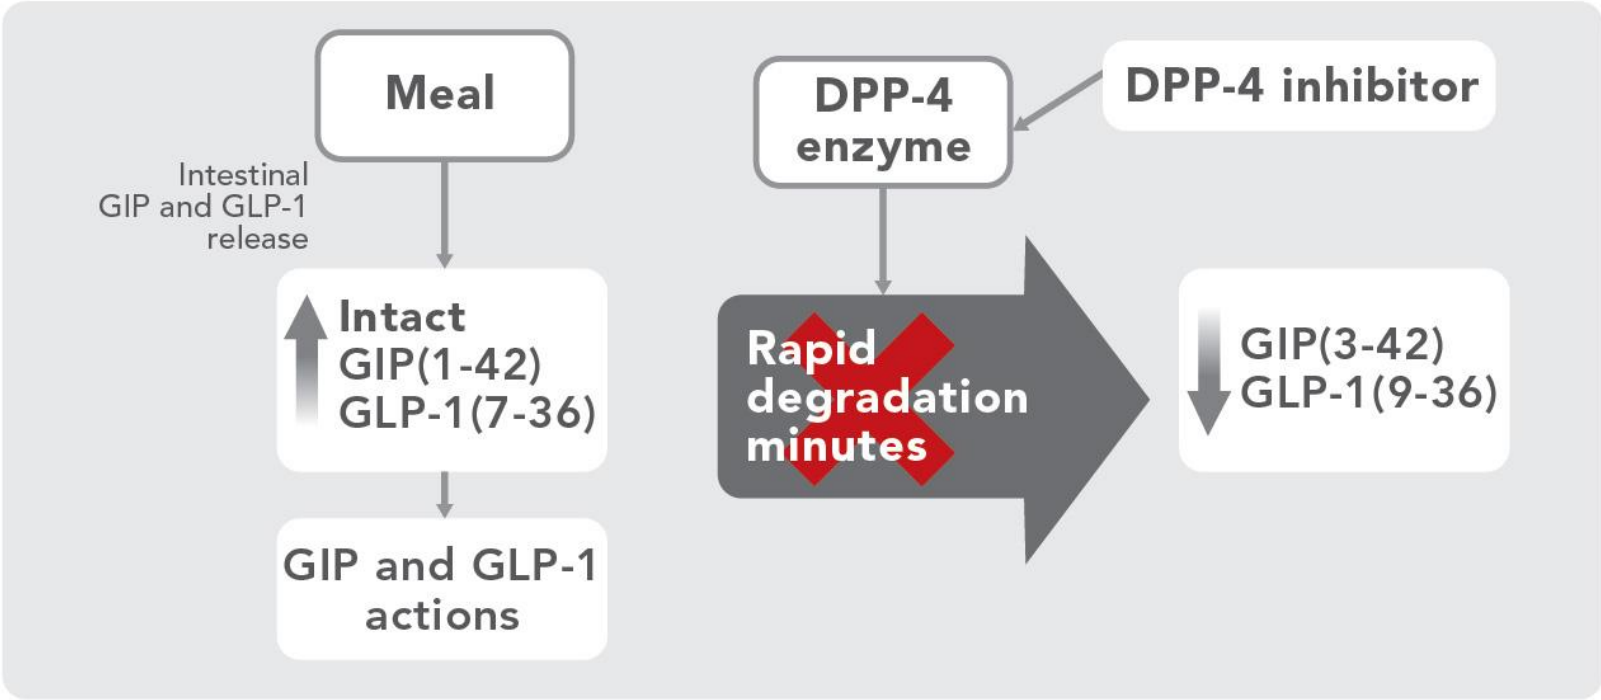 Meal
Intestinal
GIP and GLP-1
release
Intact
GIP(1-42)
GLP-1(7-36)
GIP and GLP-1
actions
DPP-4
enzyme
DPP-4 inhibitor
Rapid
degradation
minutes
GIP(3-42)
GLP-1(9-36)